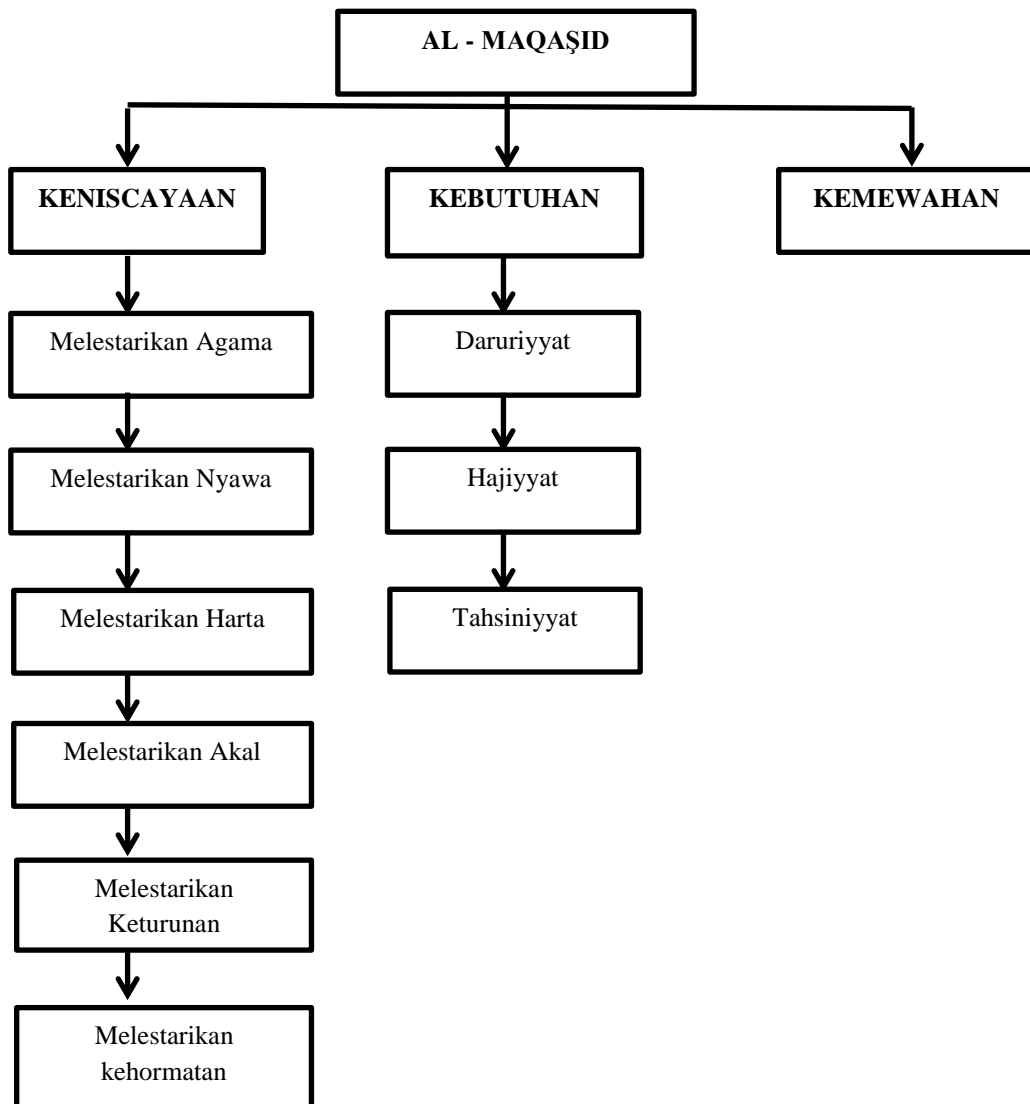 AL - MAQAŞID
KENISCAYAAN
KEBUTUHAN
KEMEWAHAN
Melestarikan Agama
Daruriyyat
Melestarikan Nyawa
Hajiyyat
Melestarikan Harta
Tahsiniyyat
Melestarikan Akal
Melestarikan
Keturunan
Melestarikan
kehormatan